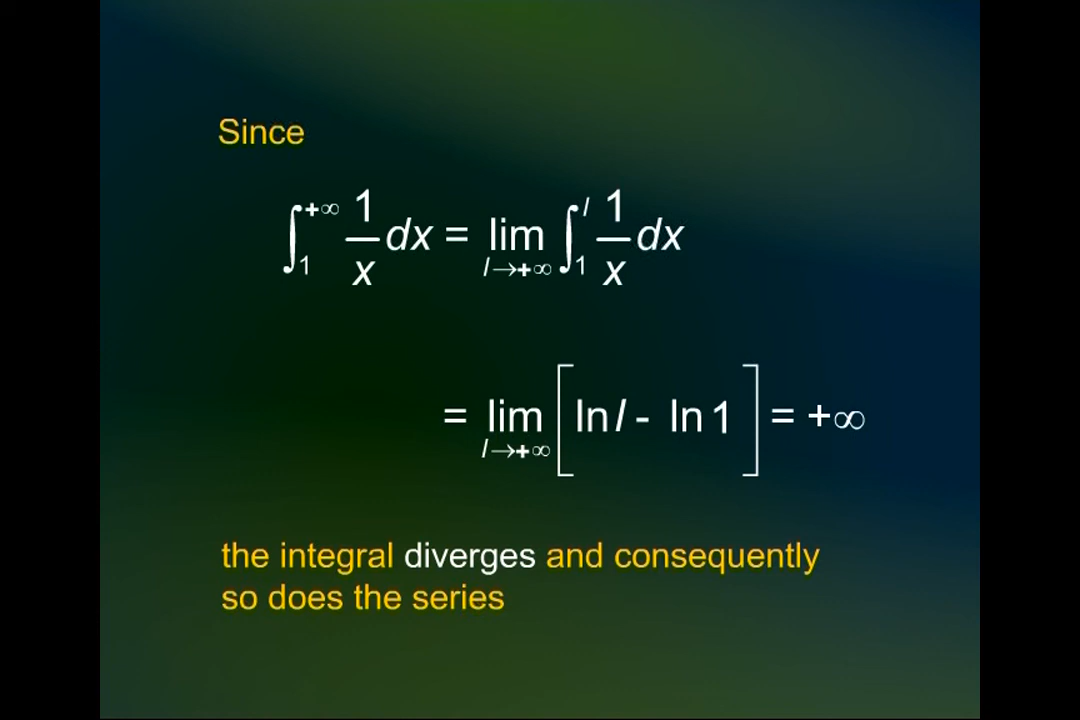 Since
∫₁^{+∞} 1/x dx = lim_{l→+∞} ∫₁^l 1/x dx
= lim_{l→+∞} [ln l - ln 1] = +∞
the integral diverges and consequently
so does the series